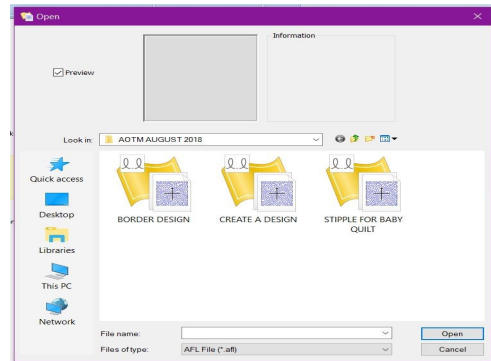 Open
Information
Preview
Look in:
AOTM AUGUST 2018
Quick access
Desktop
Libraries
This PC
Network
BORDER DESIGN
CREATE A DESIGN
STIPPLE FOR BABY
QUILT
File name:
Open
Files of type:
AFL File (*.afl)
Cancel